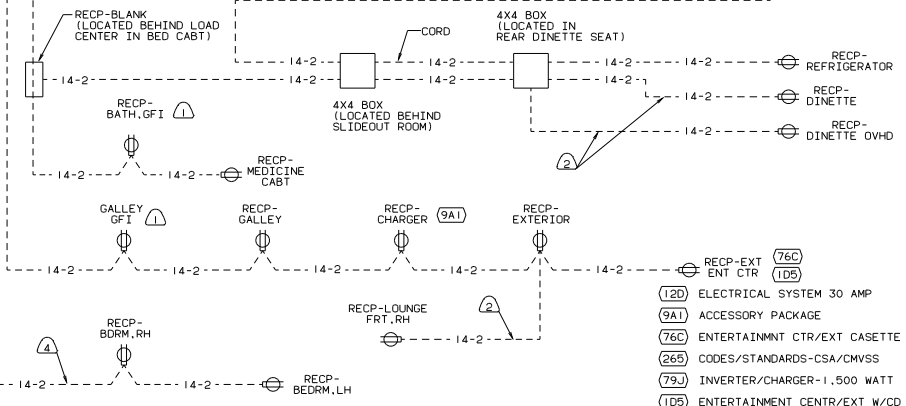 RECP-BLANK
(LOCATED BEHIND LOAD
CENTER IN BED CABT)
CORD
4X4 BOX
(LOCATED IN
REAR DINETTE SEAT)
14-2
14-2
14-2
14-2
RECP-
REFRIGERATOR
14-2
14-2
14-2
14-2
14-2
RECP-
DINETTE
4X4 BOX
(LOCATED BEHIND
SLIDEOUT ROOM)
RECP-
BATH,GFI
1
14-2
RECP-
DINETTE OVHD
2
14-2
14-2
RECP-
MEDICINE
CABT
GALLEY
GFI
1
RECP-
GALLEY
RECP-
CHARGER
9A1
RECP-
EXTERIOR
14-2
14-2
14-2
14-2
14-2
RECP-EXT
ENT CTR
76C
1D5
RECP-LOUNGE
FRT,RH
2
14-2
RECP-
BDRM,RH
4
14-2
14-2
RECP-
BEDRM,LH
12D ELECTRICAL SYSTEM 30 AMP
9A1 ACCESSORY PACKAGE
76C ENTERTAINMNT CTR/EXT CASETTE
265 CODES/STANDARDS-CSA/CMVSS
79J INVERTER/CHARGER-1,500 WATT
1D5 ENTERTAINMENT CENTR/EXT W/CD